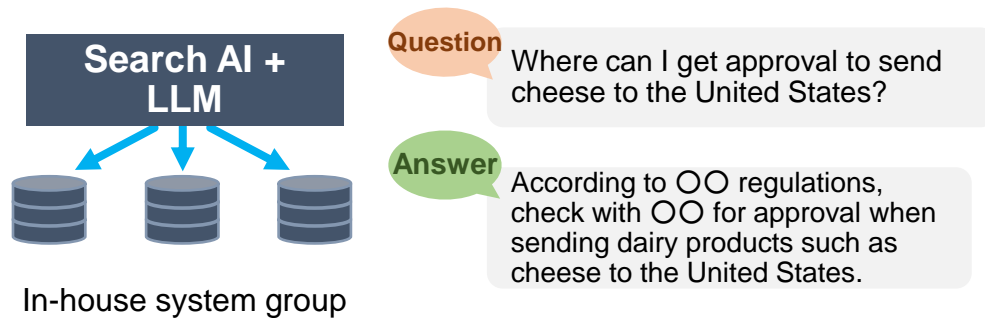 Search AI +
LLM
In-house system group
Question
Where can I get approval to send
cheese to the United States?
Answer
According to 〇〇 regulations,
check with 〇〇 for approval when
sending dairy products such as
cheese to the United States.